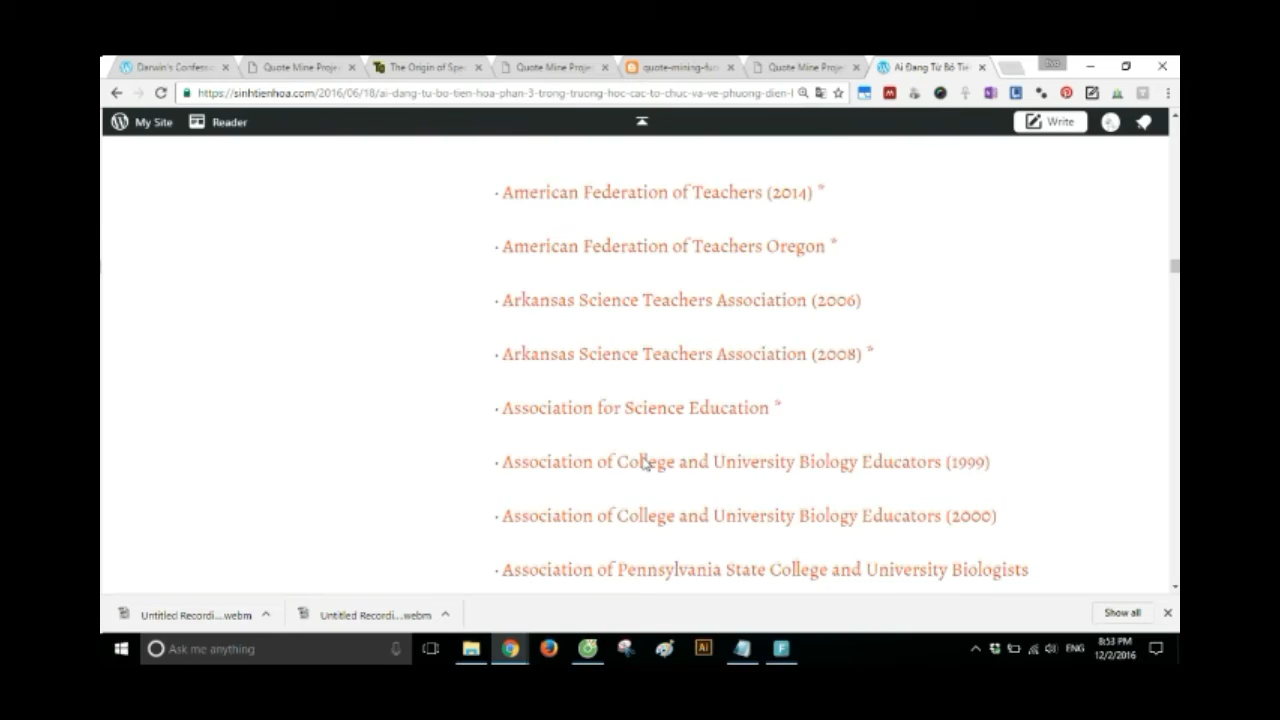 Darwin's Confess
Quote Mine Proje
The Origin of Spe
Quote Mine Proje
quote-mining-fun
Quote Mine Proje
Ai Đang Từ Bỏ Tiế
https://sinhtienhoa.com/2016/06/18/ai-dang-tu-bo-tien-hoa-phan-3-trong-truong-hoc-cac-to-chuc-va-ve-phuong-dien-l
My Site
Reader
Write
· American Federation of Teachers (2014) *
· American Federation of Teachers Oregon *
· Arkansas Science Teachers Association (2006)
· Arkansas Science Teachers Association (2008) *
· Association for Science Education *
· Association of College and University Biology Educators (1999)
· Association of College and University Biology Educators (2000)
· Association of Pennsylvania State College and University Biologists
Untitled Recordi....webm
Untitled Recordi....webm
Show all
Ask me anything
Ai
F
ENG
8:53 PM
12/2/2016